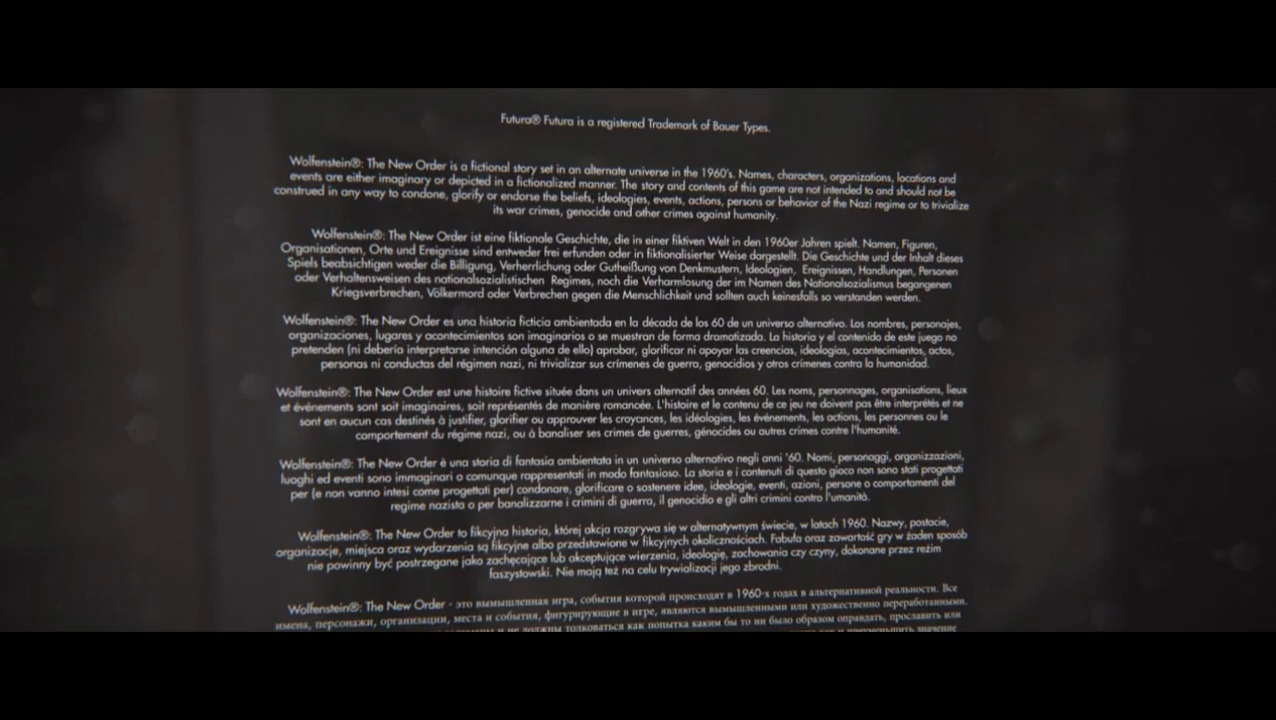 Futura® Futura is a registered Trademark of Bauer Types.
Wolfenstein®: The New Order is a fictional story set in an alternate universe in the 1960's. Names, characters, organizations, locations and
events are either imaginary or depicted in a fictionalized manner. The story and contents of this game are not intended to and should not be
construed in any way to condone, glorify or endorse the beliefs, ideologies, events, actions, persons or behavior of the Nazi regime or to trivialize
its war crimes, genocide and other crimes against humanity.
Wolfenstein®: The New Order ist eine fiktionale Geschichte, die in einer fiktiven Welt in den 1960er Jahren spielt. Namen, Figuren,
Organisationen, Orte und Ereignisse sind entweder frei erfunden oder in fiktionalisierter Weise dargestellt. Die Geschichte und der Inhalt dieses
Spiels beabsichtigen weder die Billigung, Verherrlichung oder Gutheißung von Denkmustern, Ideologien, Ereignissen, Handlungen, Personen
oder Verhaltensweisen des nationalsozialistischen Regimes, noch die Verharmlosung der im Namen des Nationalsozialismus begangenen
Kriegsverbrechen, Völkermord oder Verbrechen gegen die Menschlichkeit und sollten auch keinesfalls so verstanden werden.
Wolfenstein®: The New Order es una historia ficticia ambientada en la década de los 60 de un universo alternativo. Los nombres, personajes,
organizaciones, lugares y acontecimientos son imaginarios o se muestran de forma dramatizada. La historia y el contenido de este juego no
pretenden (ni debería interpretarse intención alguna de ello) aprobar, glorificar ni apoyar las creencias, ideologías, acontecimientos, actos,
personas ni conductas del régimen nazi, ni trivializar sus crímenes de guerra, genocidios y otros crímenes contra la humanidad.
Wolfenstein®: The New Order est une histoire fictive située dans un univers alternatif des années 60. Les noms, personnages, organisations, lieux
et événements sont soit imaginaires, soit représentés de manière romancée. L'histoire et le contenu de ce jeu ne doivent pas être interprétés et ne
sont en aucun cas destinés à justifier, glorifier ou approuver les croyances, les idéologies, les événements, les actions, les personnes ou le
comportement du régime nazi, ou à banaliser ses crimes de guerres, génocides ou autres crimes contre l'humanité.
Wolfenstein®: The New Order è una storia di fantasia ambientata in un universo alternativo negli anni '60. Nomi, personaggi, organizzazioni,
luoghi ed eventi sono immaginari o comunque rappresentati in modo fantasioso. La storia e i contenuti di questo gioco non sono stati progettati
per (e non vanno intesi come progettati per) condonare, glorificare o sostenere idee, ideologie, eventi, azioni, persone o comportamenti del
regime nazista o per banalizzarne i crimini di guerra, il genocidio e gli altri crimini contro l'umanità.
Wolfenstein®: The New Order to fikcyjna historia, której akcja rozgrywa się w alternatywnym świecie, w latach 1960. Nazwy, postacie,
organizacje, miejsca oraz wydarzenia są fikcyjne albo przedstawione w fikcyjnych okolicznościach. Fabuła oraz zawartość gry w żaden sposób
nie powinny być postrzegane jako zachęcające lub akceptujące wierzenia, ideologię, zachowania czy czyny, dokonane przez reżim
faszystowski. Nie mają też na celu trywializacji jego zbrodni.
Wolfenstein®: The New Order - это вымышленная игра, события которой происходят в 1960-х годах в альтернативной реальности. Все
имена, персонажи, организации, места и события, фигурирующие в игре, являются вымышленными или художественно переработанными.
толковаться как попытка каким бы то ни было образом оправдать, прославить или